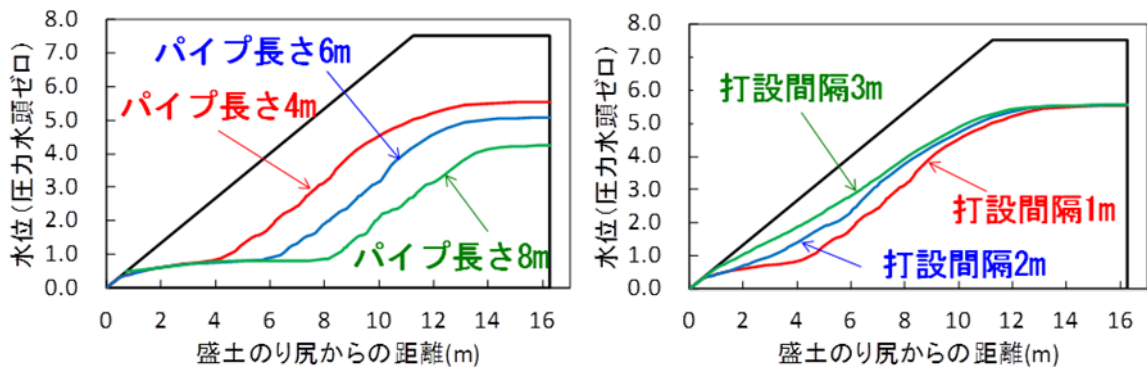 8.0
7.0
6.0
5.0
4.0
3.0
2.0
1.0
0.0
水位(圧力水頭ゼロ)
パイプ長さ6m
パイプ長さ4m
パイプ長さ8m
0 2 4 6 8 10 12 14 16
盛土のり尻からの距離(m)
8.0
7.0
6.0
5.0
4.0
3.0
2.0
1.0
0.0
水位(圧力水頭ゼロ)
打設間隔3m
打設間隔1m
打設間隔2m
0 2 4 6 8 10 12 14 16
盛土のり尻からの距離(m)